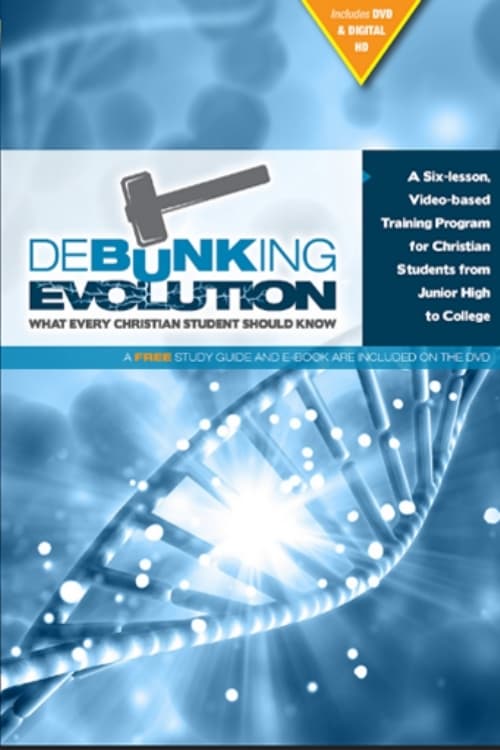 Includes DVD
& DIGITAL
HD
A Six-lesson,
Video-based
Training Program
for Christian
Students from
Junior High
to College
DEBUNKING
EVOLUTION
WHAT EVERY CHRISTIAN STUDENT SHOULD KNOW
A FREE STUDY GUIDE AND E-BOOK ARE INCLUDED ON THE DVD